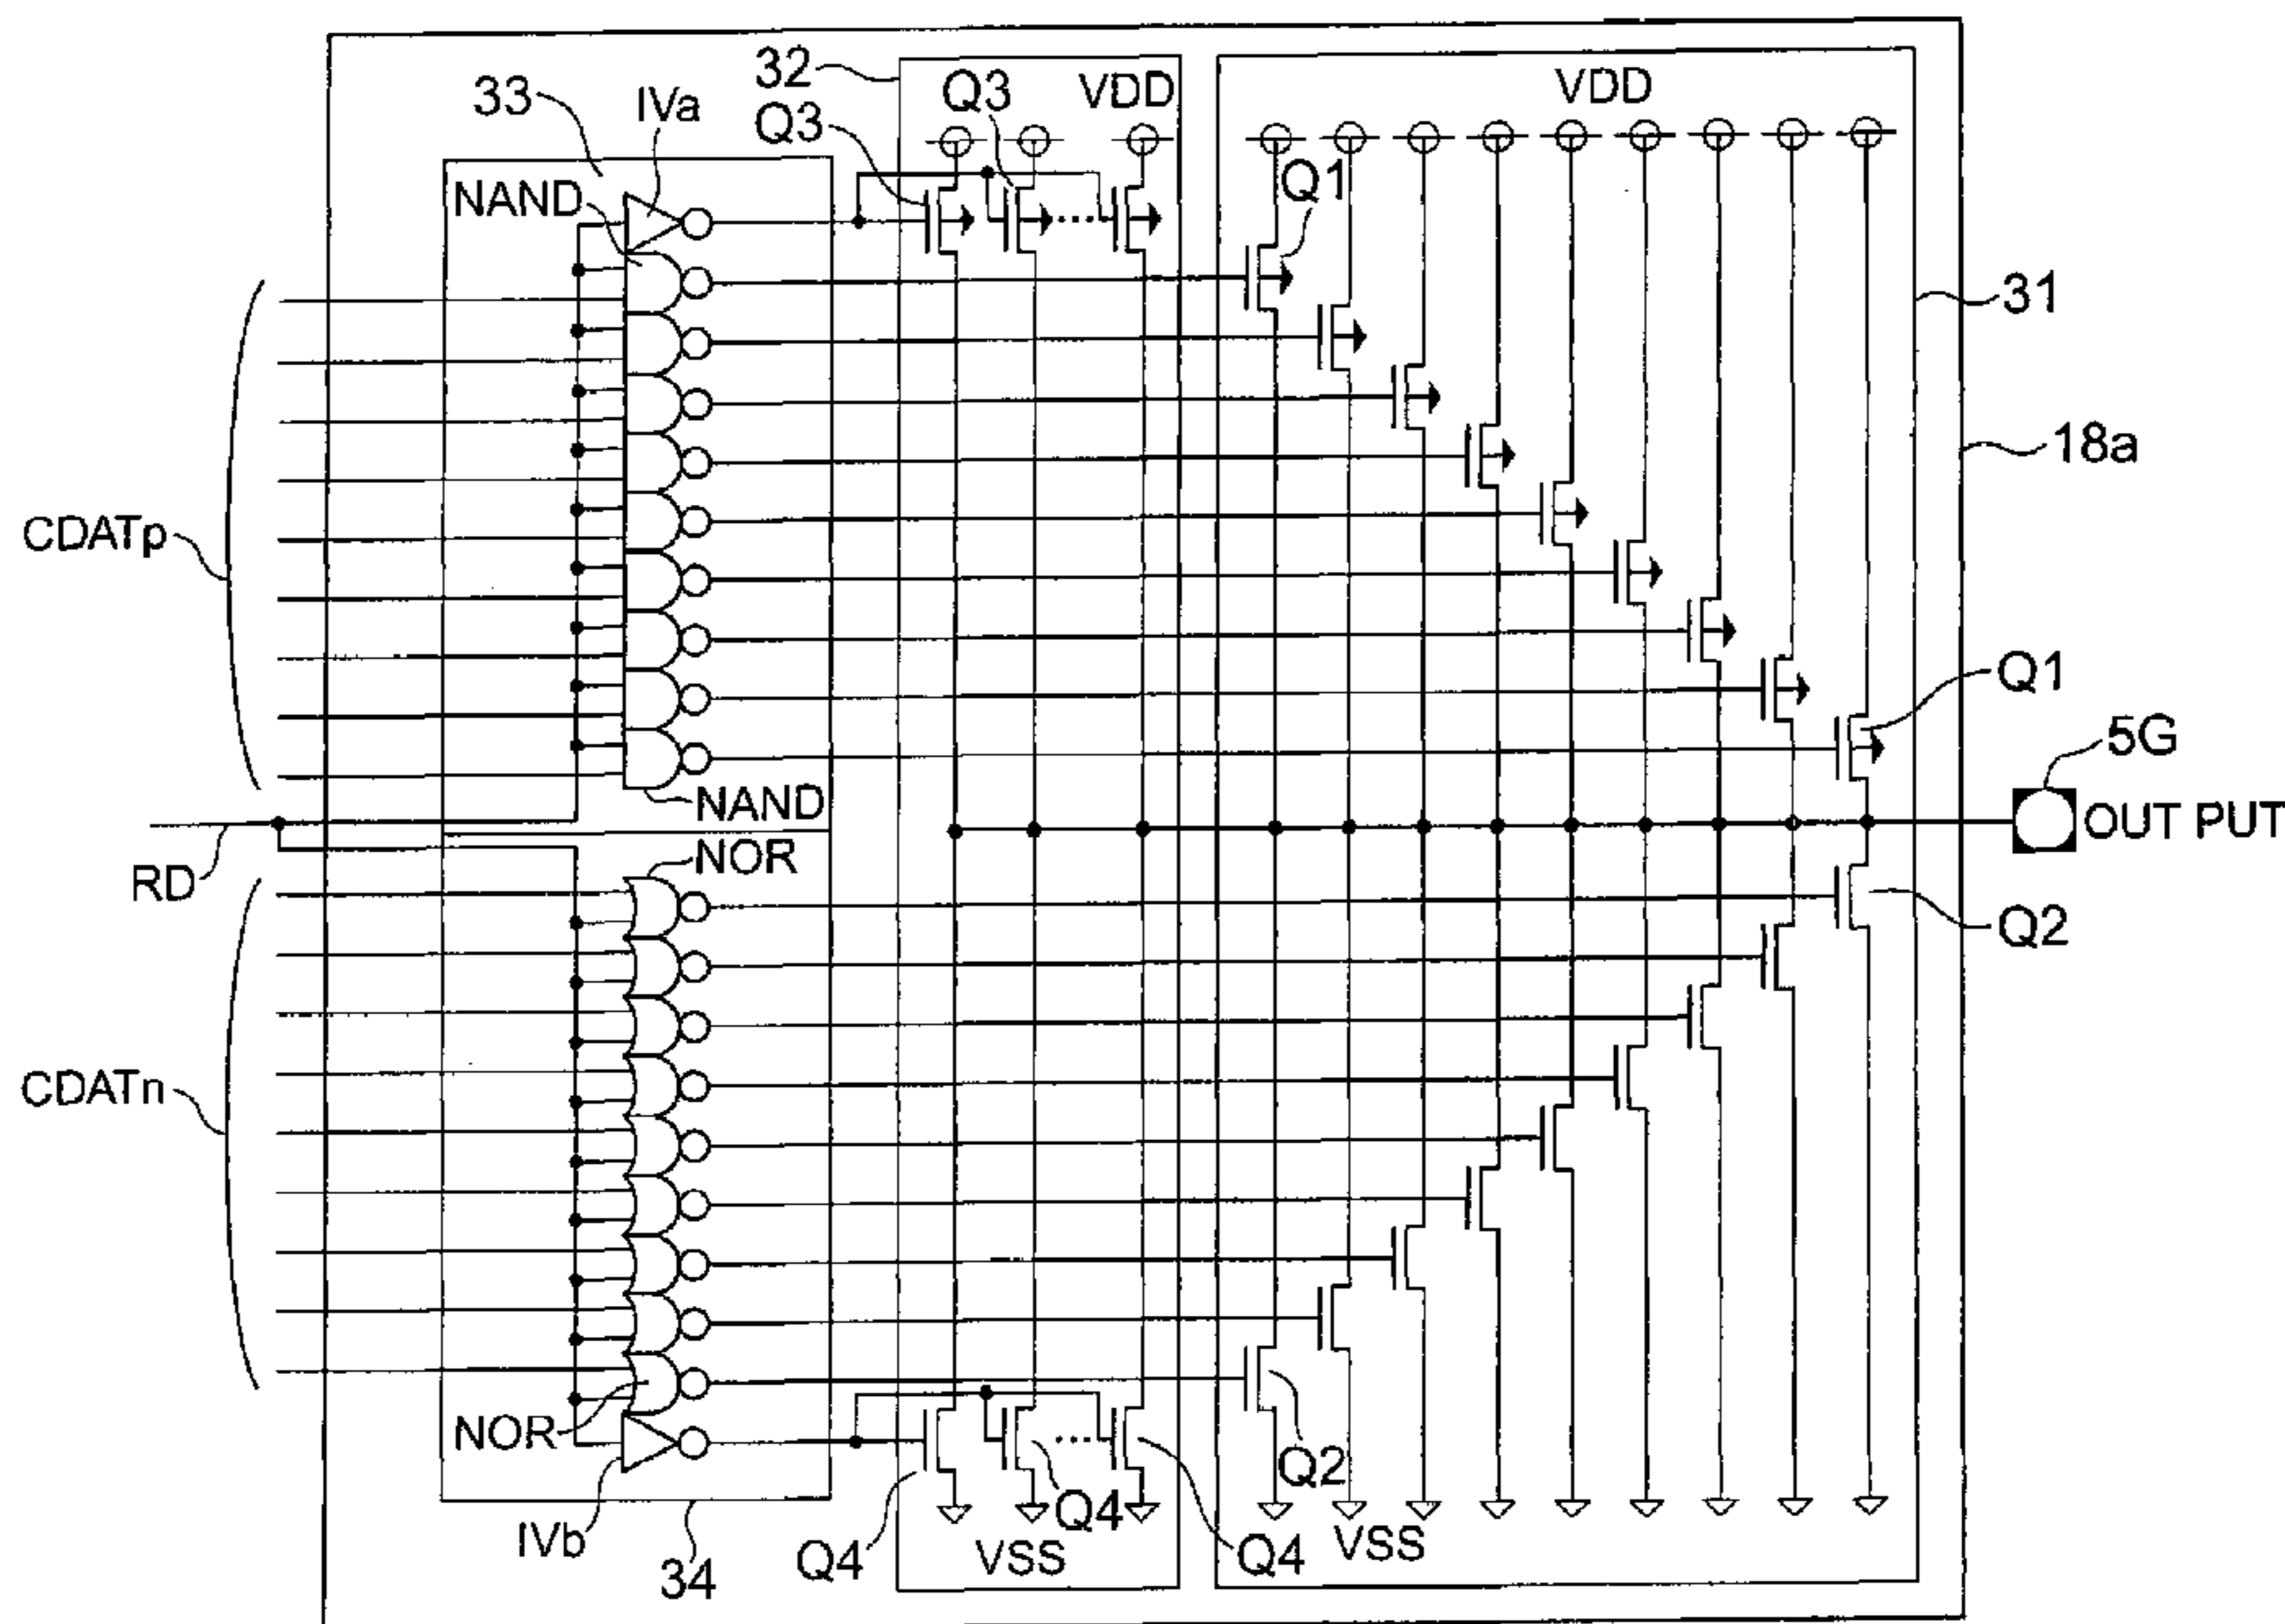 32
Q3
VDD
VDD
33
IVa
Q3
NAND
Q1
31
18a
CDATp
Q1
5G
NAND
OUT PUT
RD
NOR
Q2
CDATn
NOR
Q2
IVb
34
Q4
VSS
Q4
Q4
VSS